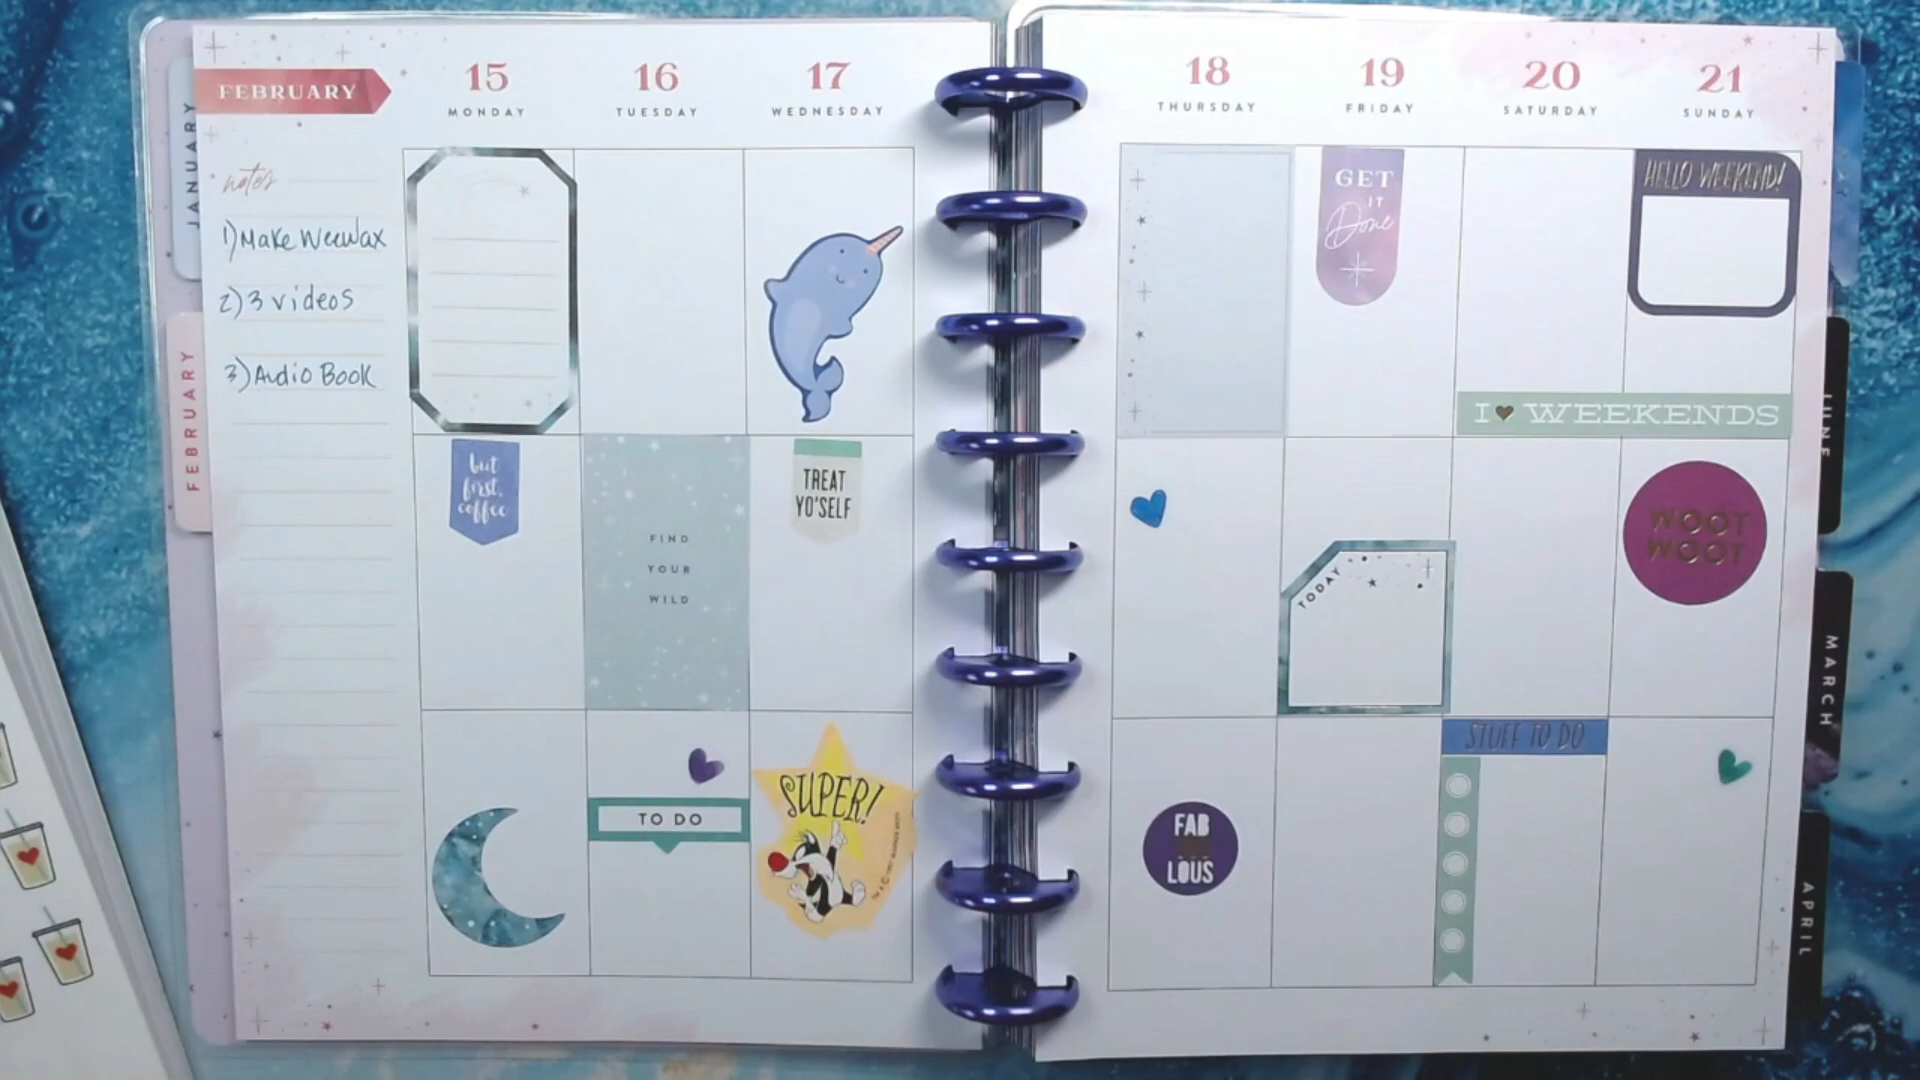 FEBRUARY
15
MONDAY
16
TUESDAY
17
WEDNESDAY
18
THURSDAY
19
FRIDAY
20
SATURDAY
21
SUNDAY
JANUARY
FEBRUARY
notes
1) Make WeeWax
2) 3 videos
3) Audio Book
but
first,
coffee
FIND
YOUR
WILD
TREAT
YO'SELF
TO DO
SUPER!
GET
IT
Done
HELLO WEEKEND!
I ♥ WEEKENDS
WOOT
WOOT
TODAY
STUFF TO DO
FAB
LOUS
JUNE
MARCH
APRIL